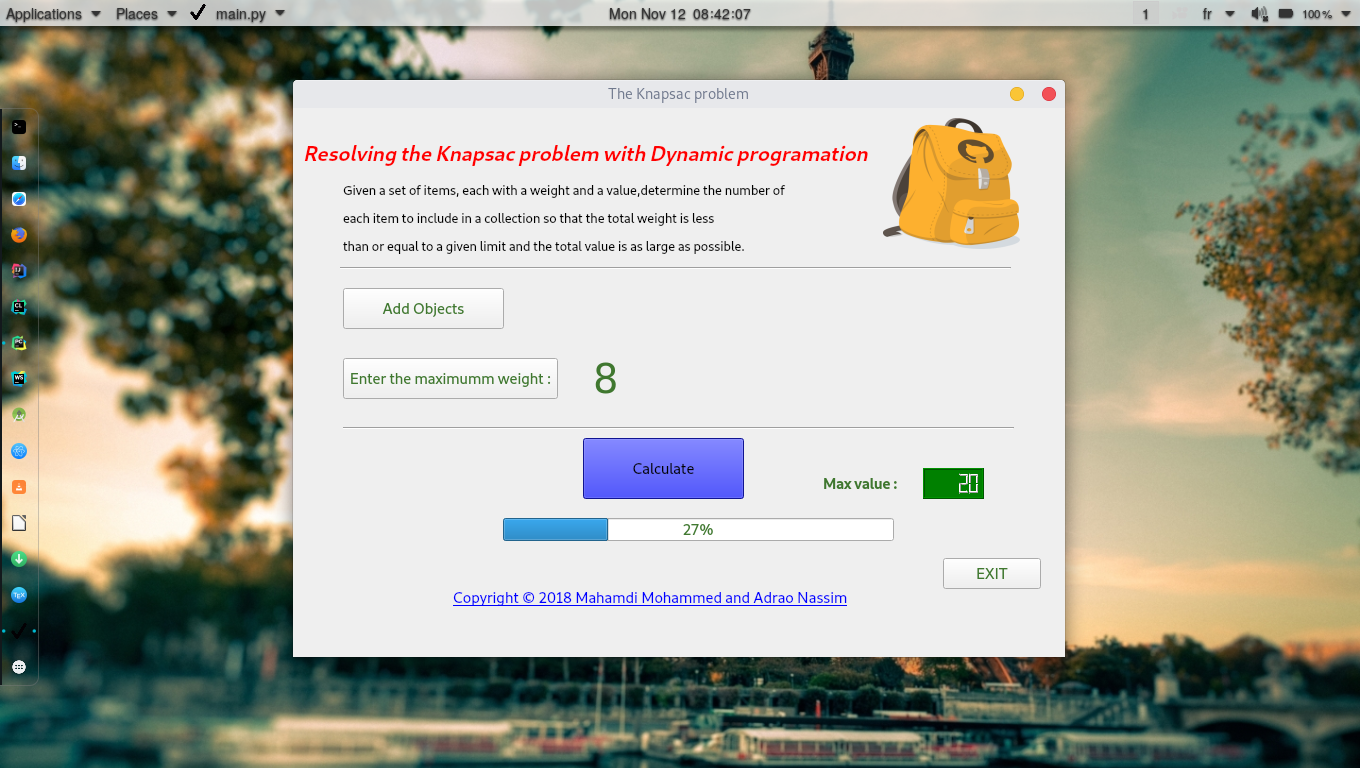 Applications Places main.py Mon Nov 12 08:42:07 1 fr 100 %
The Knapsac problem
Resolving the Knapsac problem with Dynamic programation
Given a set of items, each with a weight and a value,determine the number of
each item to include in a collection so that the total weight is less
than or equal to a given limit and the total value is as large as possible.
Add Objects
Enter the maximumm weight : 8
Calculate
Max value : 20
27%
EXIT
Copyright © 2018 Mahamdi Mohammed and Adrao Nassim